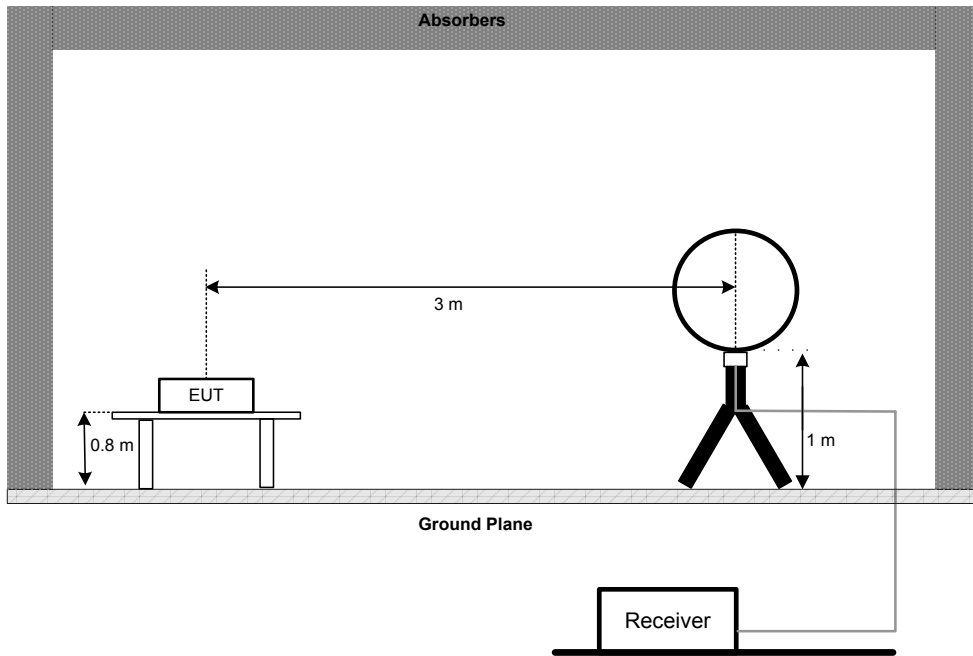 Absorbers
3 m
EUT
0.8 m
1 m
Ground Plane
Receiver